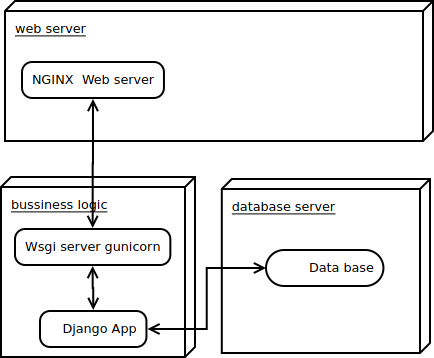 web server
NGINX  Web server
bussiness logic
database server
Wsgi server gunicorn
Data base
Django App